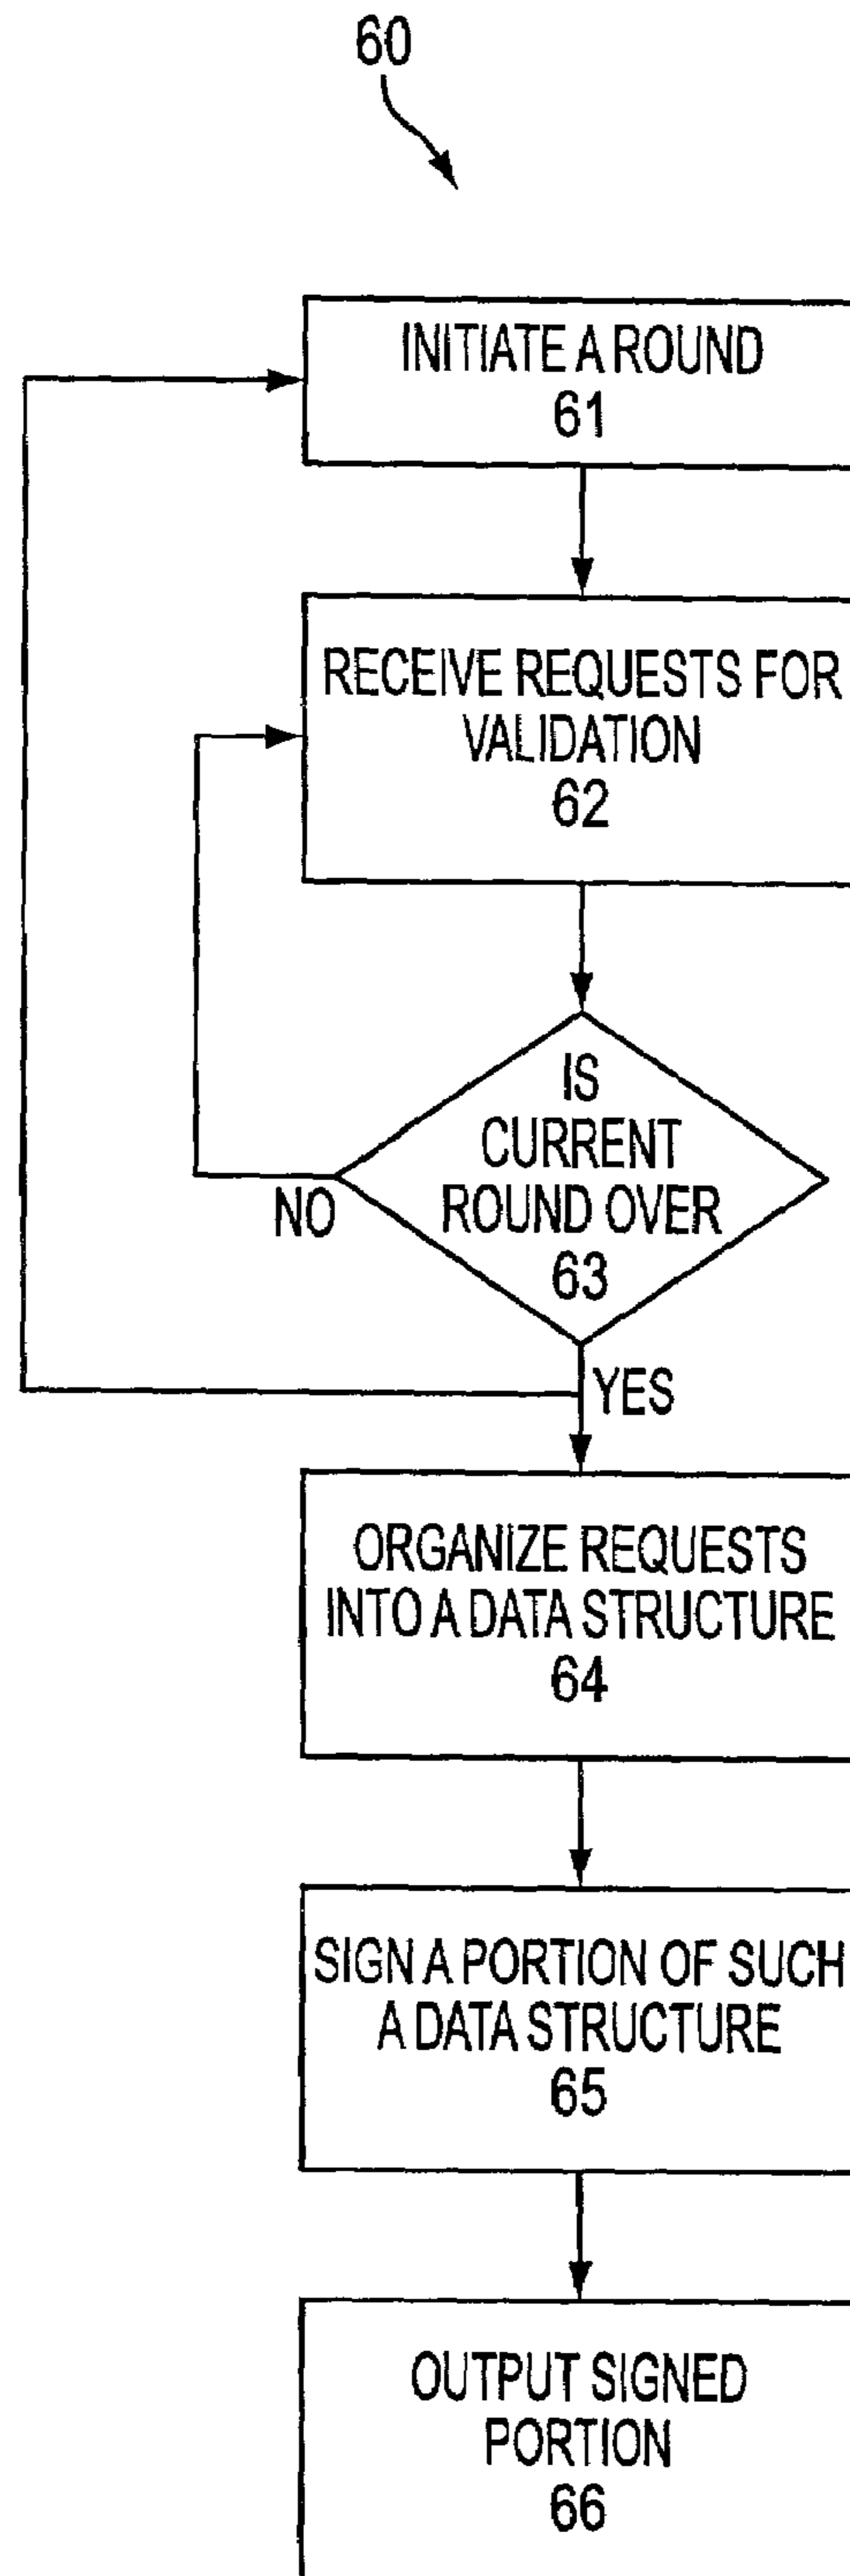 60
INITIATE A ROUND
61
RECEIVE REQUESTS FOR
VALIDATION
62
IS
CURRENT
ROUND OVER
63
NO
YES
ORGANIZE REQUESTS
INTO A DATA STRUCTURE
64
SIGN A PORTION OF SUCH
A DATA STRUCTURE
65
OUTPUT SIGNED
PORTION
66